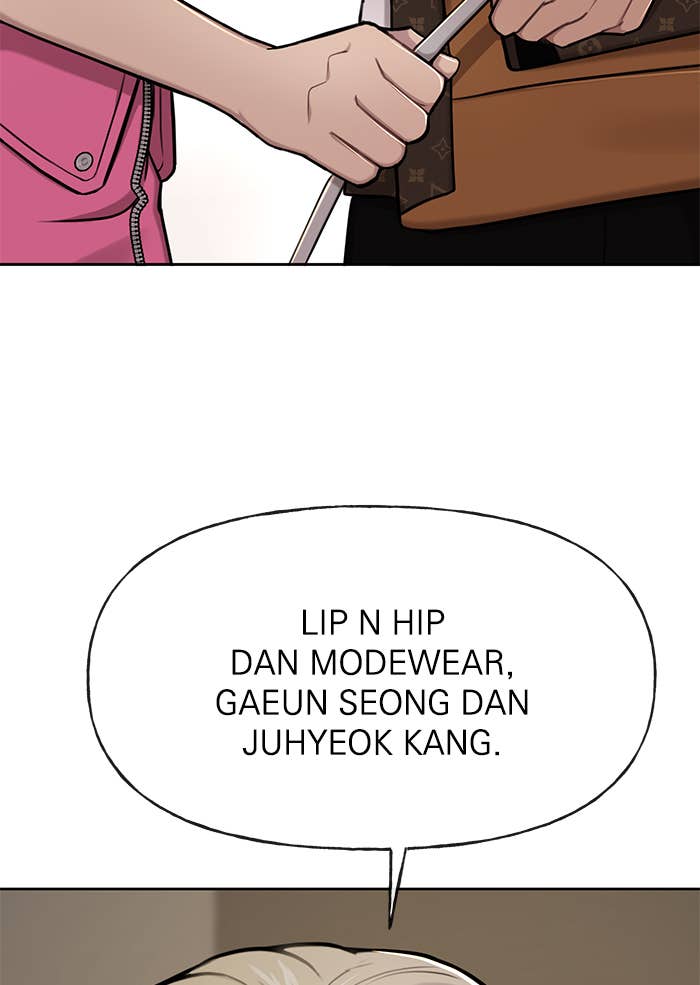 LIP N HIP
DAN MODEWEAR,
GAEUN SEONG DAN
JUHYEOK KANG.